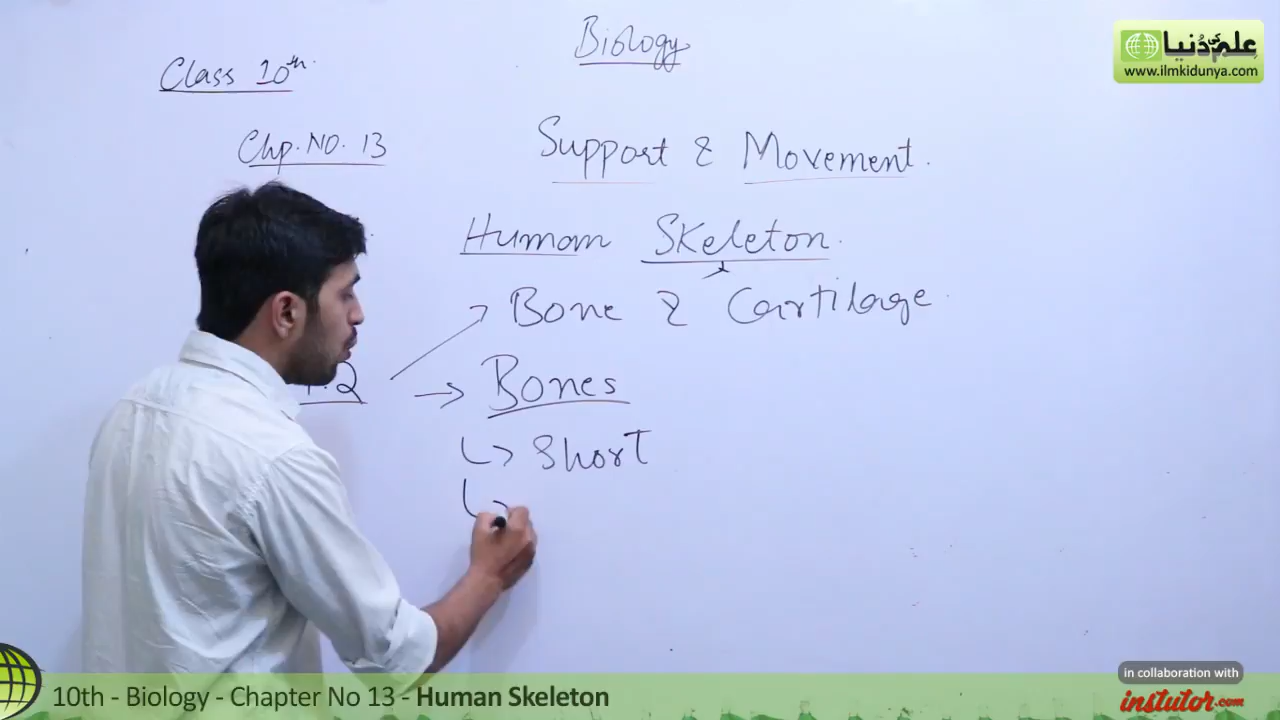 Biology
علم کی دنیا
www.ilmkidunya.com
Class 10th.
Chp. NO. 13
Support & Movement.
Human Skeleton.
Bone & Cartilage
→ Bones
↳ Short
in collaboration with
instutor.com
10th - Biology - Chapter No 13 - Human Skeleton